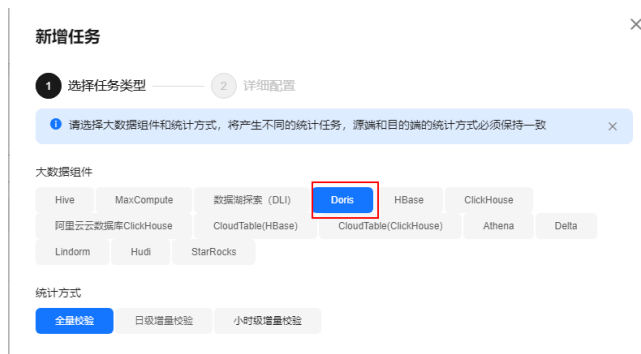 新增任务
1 选择任务类型 2 详细配置
请选择大数据组件和统计方式，将产生不同的统计任务，源端和目的端的统计方式必须保持一致
大数据组件
Hive MaxCompute 数据湖探索（DLI） Doris HBase ClickHouse
阿里云云数据库ClickHouse CloudTable(HBase) CloudTable(ClickHouse) Athena Delta
Lindorm Hudi StarRocks
统计方式
全量校验 日级增量校验 小时级增量校验